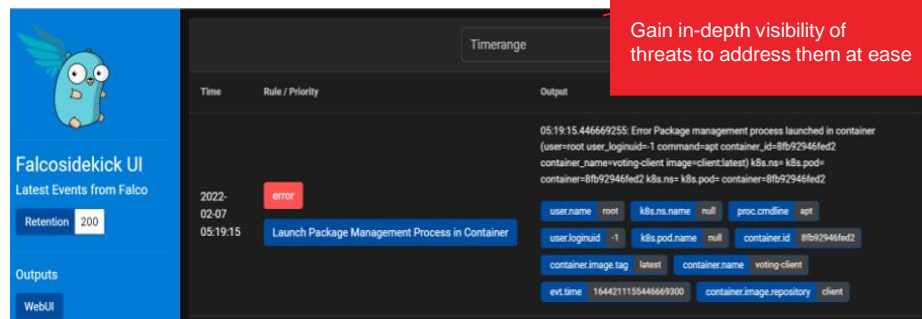 Gain in-depth visibility of
threats to address them at ease
Timerange
Time Rule / Priority Output
Falcosidekick UI
Latest Events from Falco
Retention 200
Outputs
WebUI
2022-
02-07
05:19:15
error
Launch Package Management Process in Container
05:19:15.446669255: Error Package management process launched in container
(user=root user_loginuid=-1 command=apt container_id=8fb92946fed2
container_name=voting-client image=client:latest) k8s.ns= k8s.pod=
container=8fb92946fed2 k8s.ns= k8s.pod= container=8fb92946fed2
user.name root k8s.ns.name null proc.cmdline apt
user.loginuid -1 k8s.pod.name null container.id 8fb92946fed2
container.image.tag latest container.name voting-client
evt.time 1644211155446669300 container.image.repository client